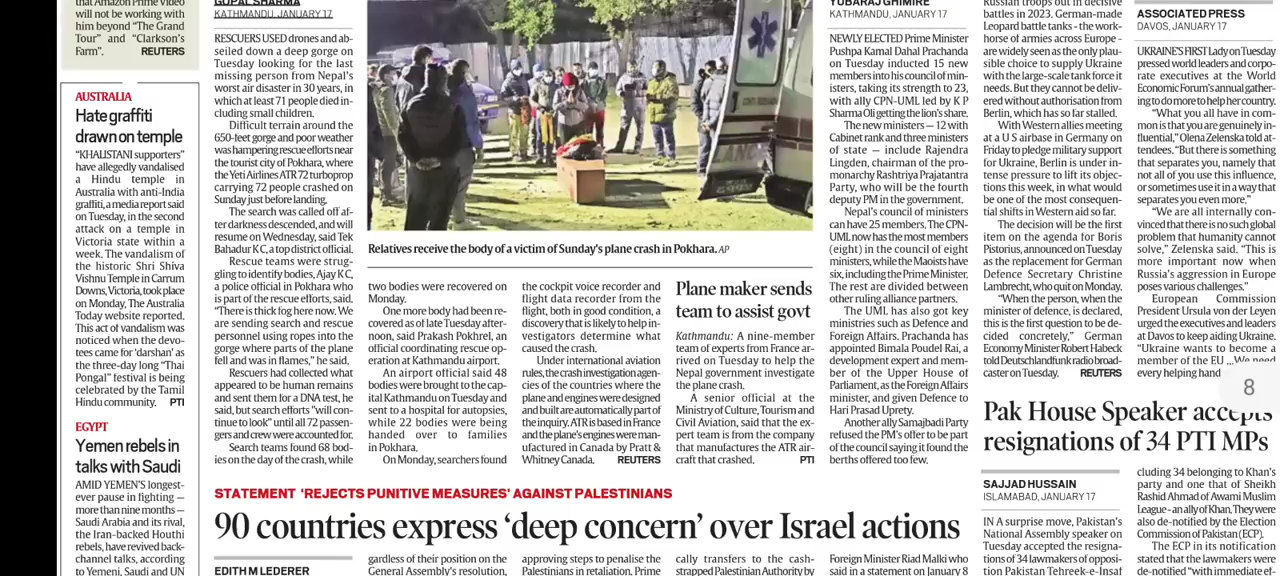 that Amazon Prime Video
will not be working with
him beyond “The Grand
Tour” and “Clarkson’s
Farm”. REUTERS
AUSTRALIA
Hate graffiti
drawn on temple
“KHALISTANI supporters”
have allegedly vandalised
a Hindu temple in
Australia with anti-India
graffiti, a media report said
on Tuesday, in the second
attack on a temple in
Victoria state within a
week. The vandalism of
the historic Shri Shiva
Vishnu Temple in Carrum
Downs, Victoria, took place
on Monday, The Australia
Today website reported.
This act of vandalism was
noticed when the devo-
tees came for ‘darshan’ as
the three-day long “Thai
Pongal” festival is being
celebrated by the Tamil
Hindu community. PTI
EGYPT
Yemen rebels in
talks with Saudi
AMID YEMEN’S longest-
ever pause in fighting —
more than nine months —
Saudi Arabia and its rival,
the Iran-backed Houthi
rebels, have revived back-
channel talks, according
to Yemeni, Saudi and UN
GOPAL SHARMA
KATHMANDU, JANUARY 17
RESCUERS USED drones and ab-
seiled down a deep gorge on
Tuesday looking for the last
missing person from Nepal’s
worst air disaster in 30 years, in
which at least 71 people died in-
cluding small children.
Difficult terrain around the
650-feet gorge and poor weather
was hampering rescue efforts near
the tourist city of Pokhara, where
the Yeti Airlines ATR 72 turboprop
carrying 72 people crashed on
Sunday just before landing.
The search was called off af-
ter darkness descended, and will
resume on Wednesday, said Tek
Bahadur K C, a top district official.
Rescue teams were strug-
gling to identify bodies, Ajay K C,
a police official in Pokhara who
is part of the rescue efforts, said.
“There is thick fog here now. We
are sending search and rescue
personnel using ropes into the
gorge where parts of the plane
fell and was in flames,” he said.
Rescuers had collected what
appeared to be human remains
and sent them for a DNA test, he
said, but search efforts “will con-
tinue to look” until all 72 passen-
gers and crew were accounted for.
Search teams found 68 bod-
ies on the day of the crash, while
Relatives receive the body of a victim of Sunday’s plane crash in Pokhara. AP
two bodies were recovered on
Monday.
One more body had been re-
covered as of late Tuesday after-
noon, said Prakash Pokhrel, an
official coordinating rescue op-
eration at Kathmandu airport.
An airport official said 48
bodies were brought to the cap-
ital Kathmandu on Tuesday and
sent to a hospital for autopsies,
while 22 bodies were being
handed over to families
in Pokhara.
On Monday, searchers found
the cockpit voice recorder and
flight data recorder from the
flight, both in good condition, a
discovery that is likely to help in-
vestigators determine what
caused the crash.
Under international aviation
rules, the crash investigation agen-
cies of the countries where the
plane and engines were designed
and built are automatically part of
the inquiry. ATR is based in France
and the plane’s engines were man-
ufactured in Canada by Pratt &
Whitney Canada. REUTERS
Plane maker sends
team to assist govt
Kathmandu: A nine-member
team of experts from France ar-
rived on Tuesday to help the
Nepal government investigate
the plane crash.
A senior official at the
Ministry of Culture, Tourism and
Civil Aviation, said that the ex-
pert team is from the company
that manufactures the ATR air-
craft that crashed. PTI
YUBARAJ GHIMIRE
KATHMANDU, JANUARY 17
NEWLY ELECTED Prime Minister
Pushpa Kamal Dahal Prachanda
on Tuesday inducted 15 new
members into his council of min-
isters, taking its strength to 23,
with ally CPN-UML led by K P
Sharma Oli getting the lion’s share.
The new ministers — 12 with
Cabinet rank and three ministers
of state — include Rajendra
Lingden, chairman of the pro-
monarchy Rashtriya Prajatantra
Party, who will be the fourth
deputy PM in the government.
Nepal’s council of ministers
can have 25 members. The CPN-
UML now has the most members
(eight) in the council of eight
ministers, while the Maoists have
six, including the Prime Minister.
The rest are divided between
other ruling alliance partners.
The UML has also got key
ministries such as Defence and
Foreign Affairs. Prachanda has
appointed Bimala Poudel Rai, a
development expert and mem-
ber of the Upper House of
Parliament, as the Foreign Affairs
minister, and given Defence to
Hari Prasad Uprety.
Another ally Samajbadi Party
refused the PM’s offer to be part
of the council saying it found the
berths offered too few.
Russian troops out in decisive
battles in 2023, German-made
Leopard battle tanks - the work-
horse of armies across Europe -
are widely seen as the only plau-
sible choice to supply Ukraine
with the large-scale tank force it
needs. But they cannot be deliv-
ered without authorisation from
Berlin, which has so far stalled.
With Western allies meeting
at a U S airbase in Germany on
Friday to pledge military support
for Ukraine, Berlin is under in-
tense pressure to lift its objec-
tions this week, in what would
be one of the most consequen-
tial shifts in Western aid so far.
The decision will be the first
item on the agenda for Boris
Pistorius, announced on Tuesday
as the replacement for German
Defence Secretary Christine
Lambrecht, who quit on Monday.
“When the person, when the
minister of defence, is declared,
this is the first question to be de-
cided concretely,” German
Economy Minister Robert Habeck
told Deutschlandfunk radio broad-
caster on Tuesday. REUTERS
ASSOCIATED PRESS
DAVOS, JANUARY 17
UKRAINE’S FIRST Lady on Tuesday
pressed world leaders and corpo-
rate executives at the World
Economic Forum’s annual gather-
ing to do more to help her country.
“What you all have in com-
mon is that you are genuinely in-
fluential,” Olena Zelenska told at-
tendees. “But there is something
that separates you, namely that
not all of you use this influence,
or sometimes use it in a way that
separates you even more.”
“We are all internally con-
vinced that there is no such global
problem that humanity cannot
solve,” Zelenska said. “This is
more important now when
Russia’s aggression in Europe
poses various challenges.”
European Commission
President Ursula von der Leyen
urged the executives and leaders
at Davos to keep aiding Ukraine.
“Ukraine wants to become a
member of the EU ... We need
every helping hand
8
Pak House Speaker accepts
resignations of 34 PTI MPs
SAJJAD HUSSAIN
ISLAMABAD, JANUARY 17
IN A surprise move, Pakistan’s
National Assembly speaker on
Tuesday accepted the resigna-
tions of 34 lawmakers of opposi-
tion Pakistan Tehreek-e-Insaf
cluding 34 belonging to Khan’s
party and one that of Sheikh
Rashid Ahmad of Awami Muslim
League – an ally of Khan. They were
also de-notified by the Election
Commission of Pakistan (ECP).
The ECP in its notification
stated that the lawmakers were
de-notified “with immediate ef-
STATEMENT ‘REJECTS PUNITIVE MEASURES’ AGAINST PALESTINIANS
90 countries express ‘deep concern’ over Israel actions
EDITH M LEDERER
gardless of their position on the
General Assembly’s resolution,
approving steps to penalise the
Palestinians in retaliation. Prime
cally transfers to the cash-
strapped Palestinian Authority by
Foreign Minister Riad Malki who
said in a statement on January 8